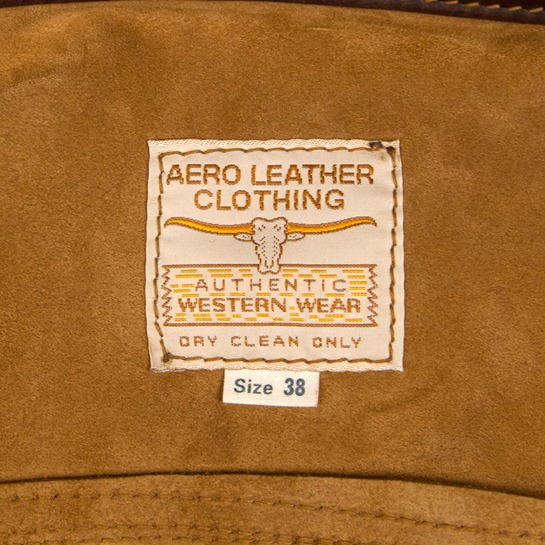 AERO LEATHER
CLOTHING
AUTHENTIC
WESTERN WEAR
DRY CLEAN ONLY
Size 38